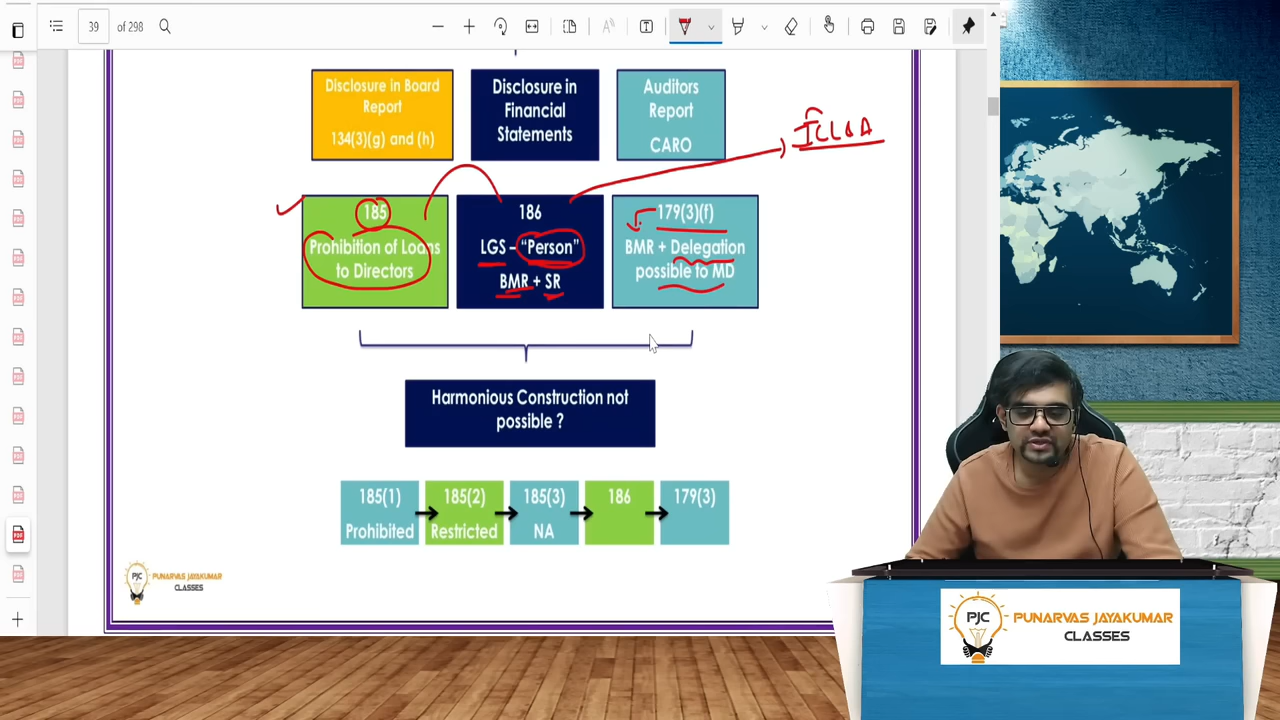 39
of 298
Disclosure in Board
Report
134(3)(g) and (h)
Disclosure in
Financial
Statements
Auditors
Report
CARO
ICL&A
185
Prohibition of Loans
to Directors
186
LGS – “Person”
BMR + SR
179(3)(f)
BMR + Delegation
possible to MD
Harmonious Construction not
possible ?
185(1)
Prohibited
185(2)
Restricted
185(3)
NA
186
179(3)
PJC
PUNARVAS JAYAKUMAR
CLASSES
PJC
PUNARVAS JAYAKUMAR
CLASSES